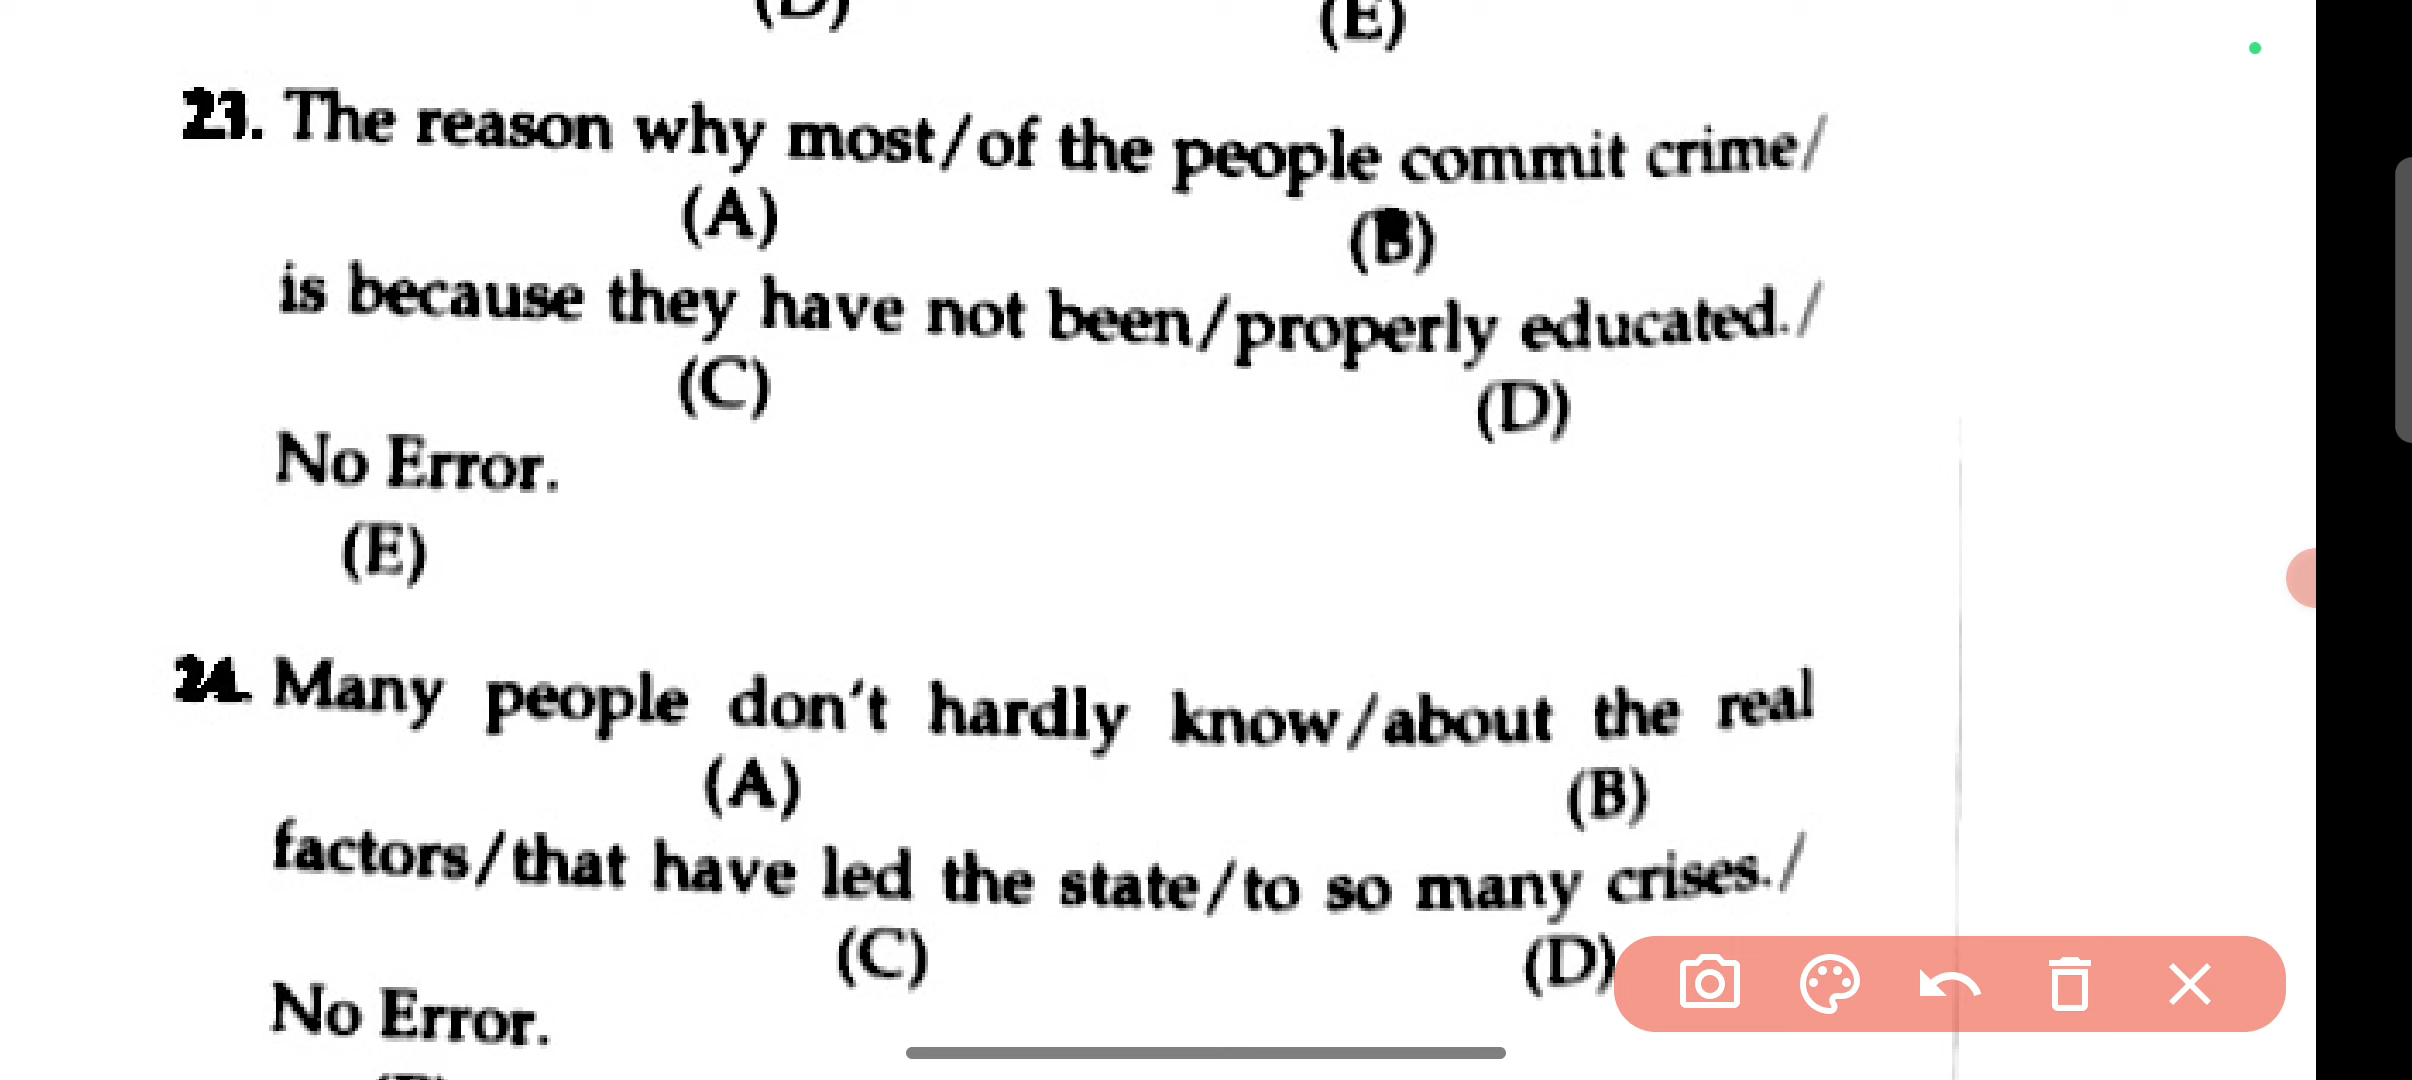 (D) (E)
23. The reason why most/of the people commit crime/
(A) (B)
is because they have not been/properly educated./
(C) (D)
No Error.
(E)
24. Many people don't hardly know/about the real
(A) (B)
factors/that have led the state/to so many crises./
(C) (D)
No Error.